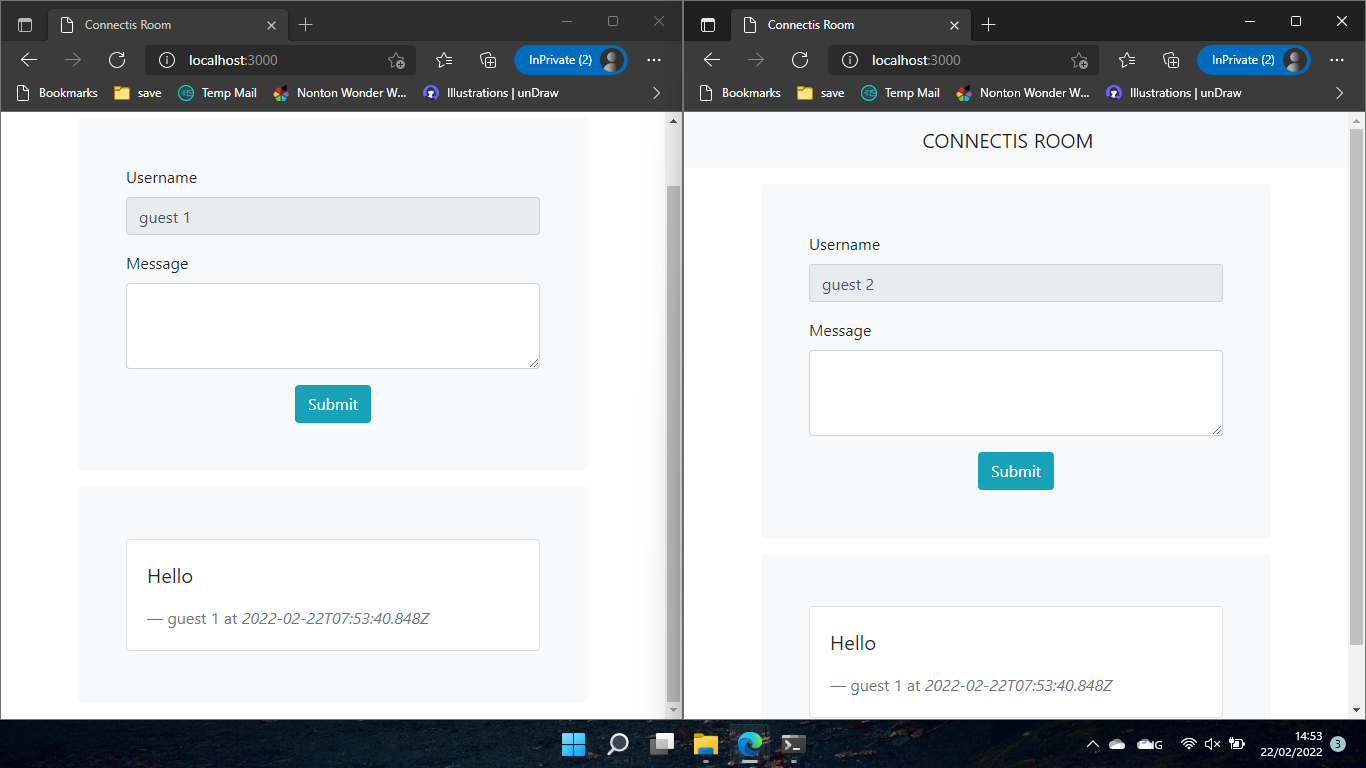 Connectis Room
localhost:3000
InPrivate (2)
Bookmarks
save
Temp Mail
Nonton Wonder W...
Illustrations | unDraw
Username
guest 1
Message
Submit
Hello
— guest 1 at 2022-02-22T07:53:40.848Z
Connectis Room
localhost:3000
InPrivate (2)
Bookmarks
save
Temp Mail
Nonton Wonder W...
Illustrations | unDraw
CONNECTIS ROOM
Username
guest 2
Message
Submit
Hello
— guest 1 at 2022-02-22T07:53:40.848Z
14:53
22/02/2022
3